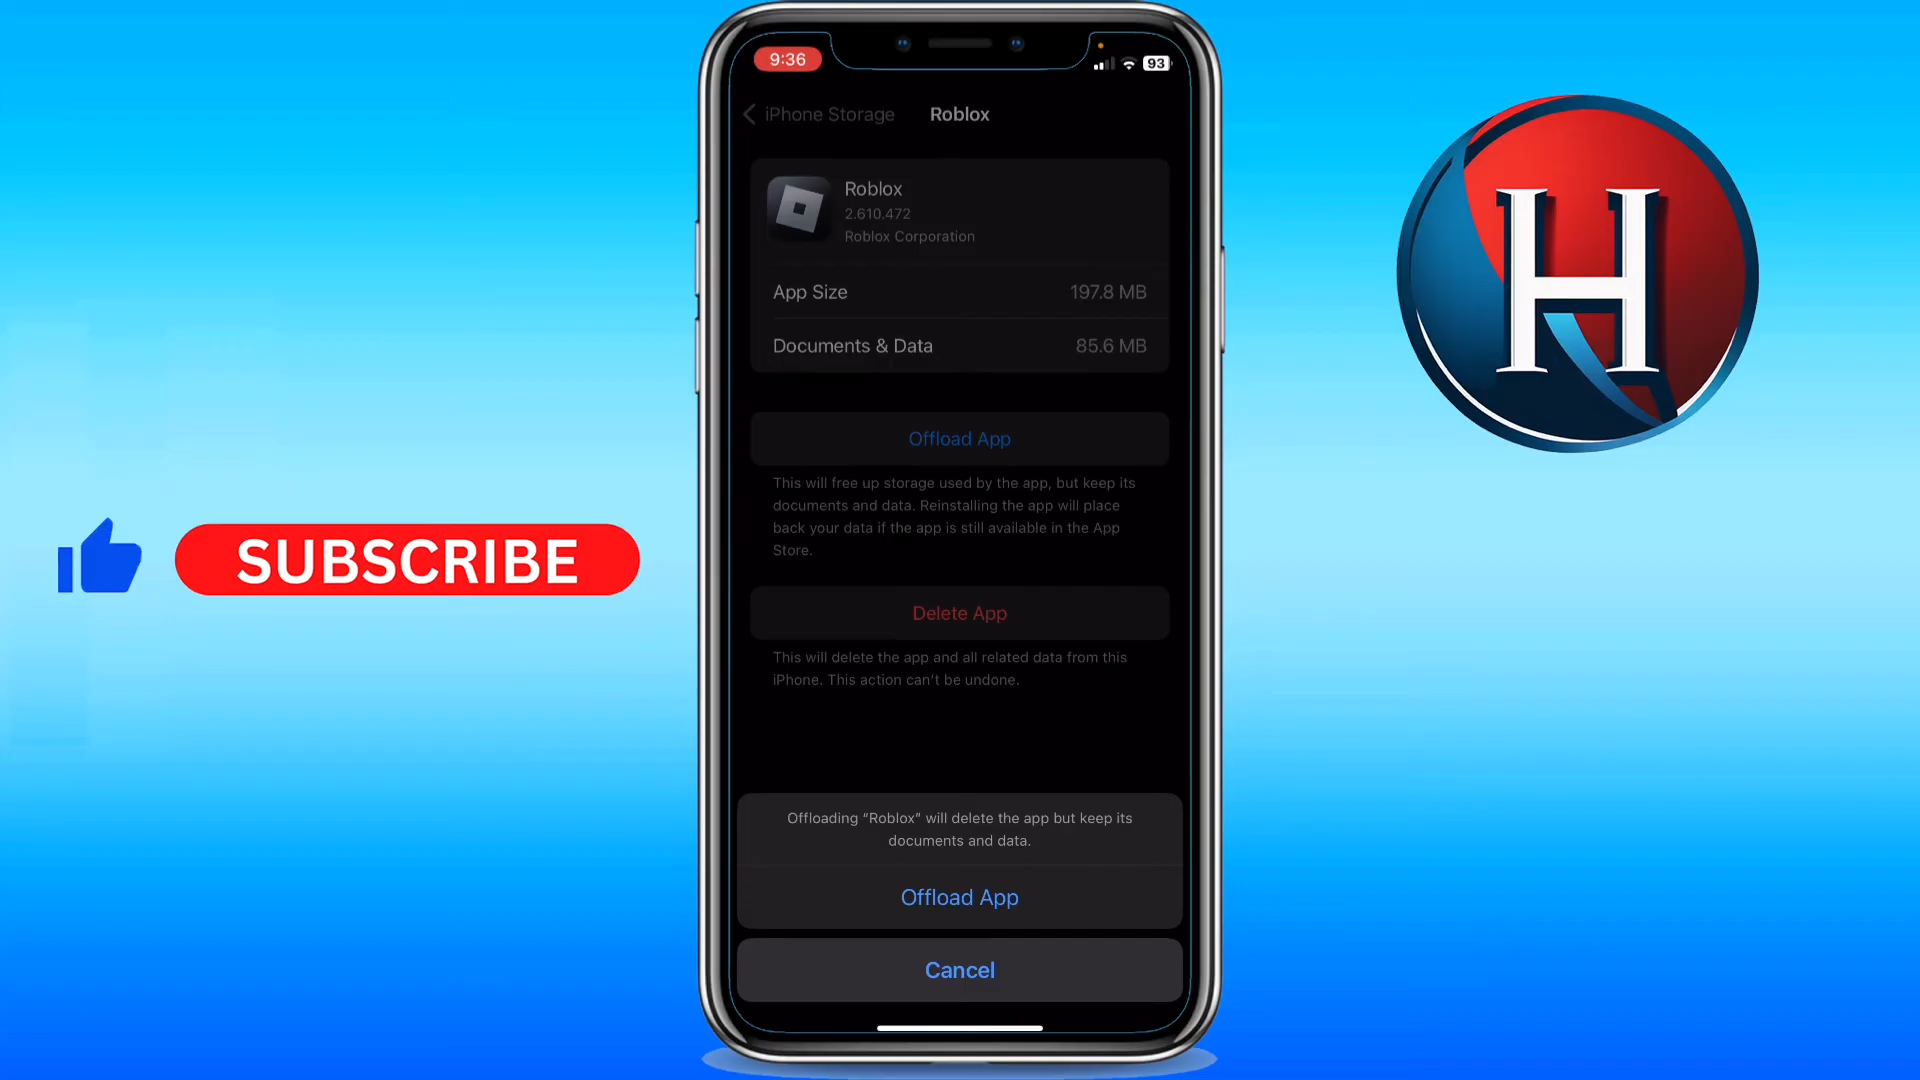 9:36
93
iPhone Storage
Roblox
Roblox
2.610.472
Roblox Corporation
App Size
197.8 MB
Documents & Data
85.6 MB
Offload App
This will free up storage used by the app, but keep its
documents and data. Reinstalling the app will place
back your data if the app is still available in the App
Store.
Delete App
This will delete the app and all related data from this
iPhone. This action can’t be undone.
Offloading “Roblox” will delete the app but keep its
documents and data.
Offload App
Cancel
SUBSCRIBE
H